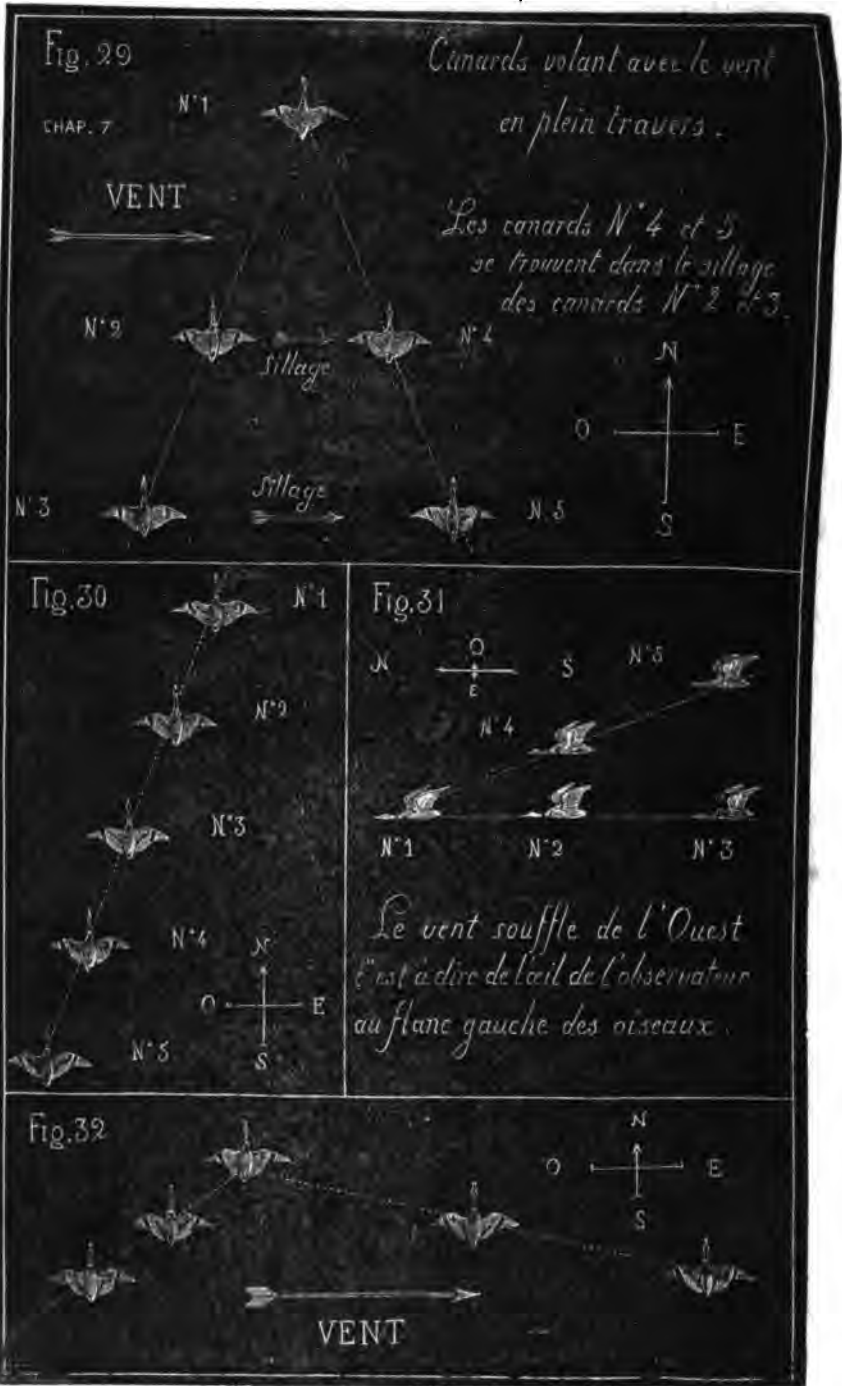 Fig. 29
Canards volant avec le vent
en plein travers.
CHAP. 7
N°1
VENT
Les canards N°4 et 5
se trouvent dans le sillage
des canards N°2 et 3.
N°2
N°4
Sillage
N
O
E
S
N°3
Sillage
N.5
Fig.30
N°1
N°2
N°3
N°4
N
O
E
S
N°5
Fig.31
N
O
S
E
N°5
N°4
N°1
N°2
N°3
Le vent souffle de l'Ouest
c'est à dire de l'œil de l'observateur
au flanc gauche des oiseaux.
Fig.32
N
O
E
S
VENT